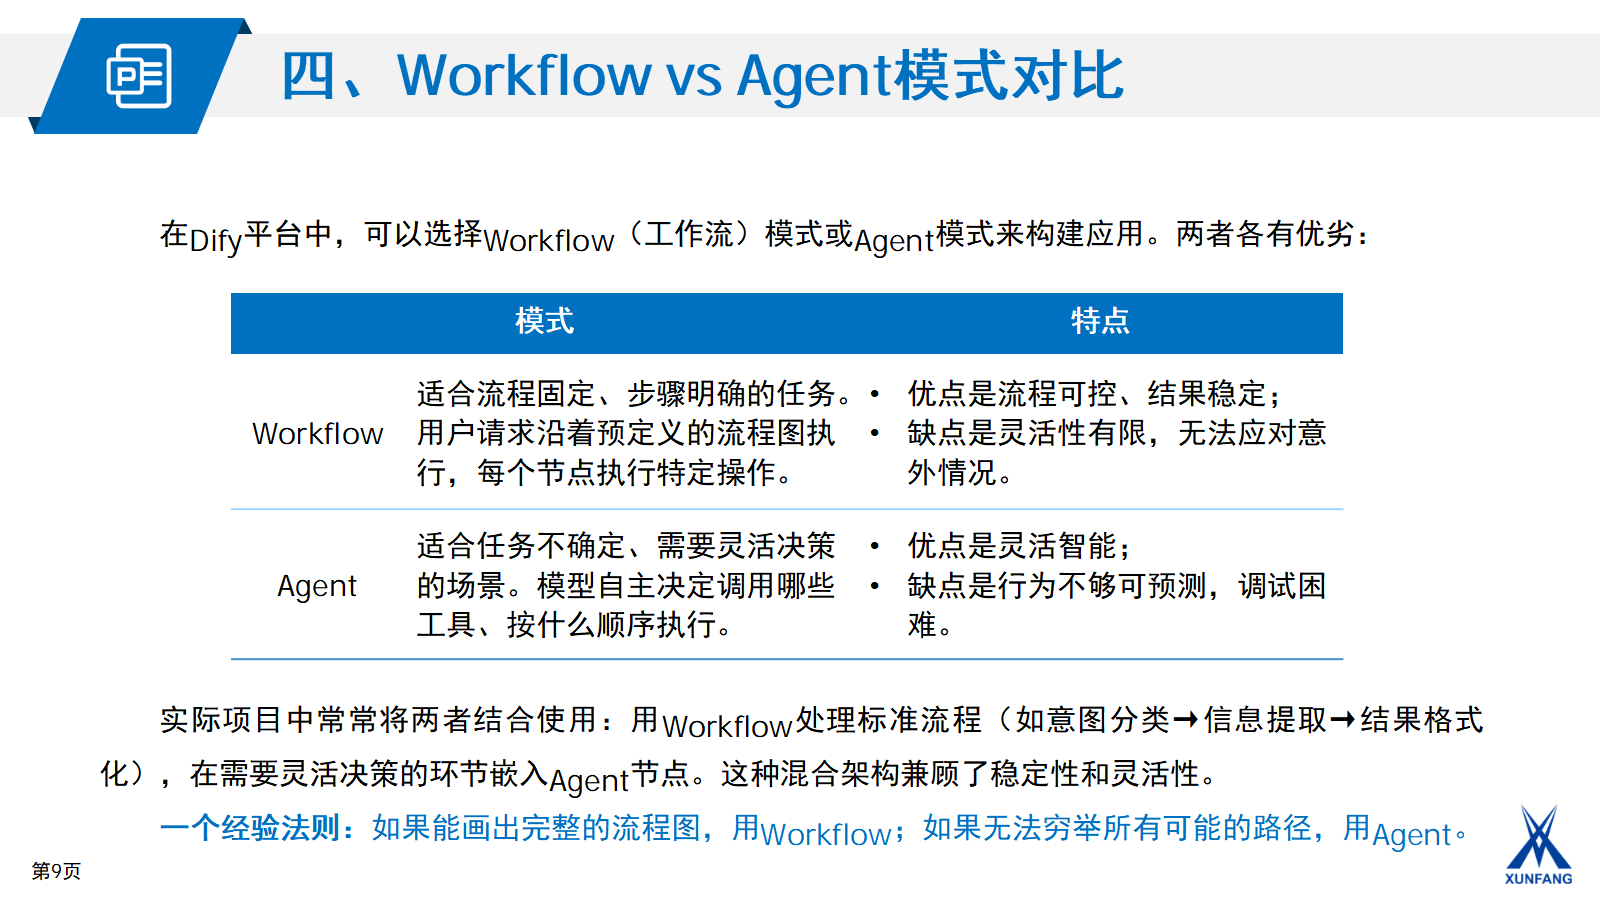 四、Workflow vs Agent模式对比
在Dify平台中，可以选择Workflow（工作流）模式或Agent模式来构建应用。两者各有优劣：
模式 特点
Workflow
适合流程固定、步骤明确的任务。
用户请求沿着预定义的流程图执
行，每个节点执行特定操作。
• 优点是流程可控、结果稳定；
• 缺点是灵活性有限，无法应对意
外情况。
Agent
适合任务不确定、需要灵活决策
的场景。模型自主决定调用哪些
工具、按什么顺序执行。
• 优点是灵活智能；
• 缺点是行为不够可预测，调试困
难。
实际项目中常常将两者结合使用：用Workflow处理标准流程（如意图分类→信息提取→结果格式
化），在需要灵活决策的环节嵌入Agent节点。这种混合架构兼顾了稳定性和灵活性。
一个经验法则：如果能画出完整的流程图，用Workflow；如果无法穷举所有可能的路径，用Agent。
第9页
XUNFANG